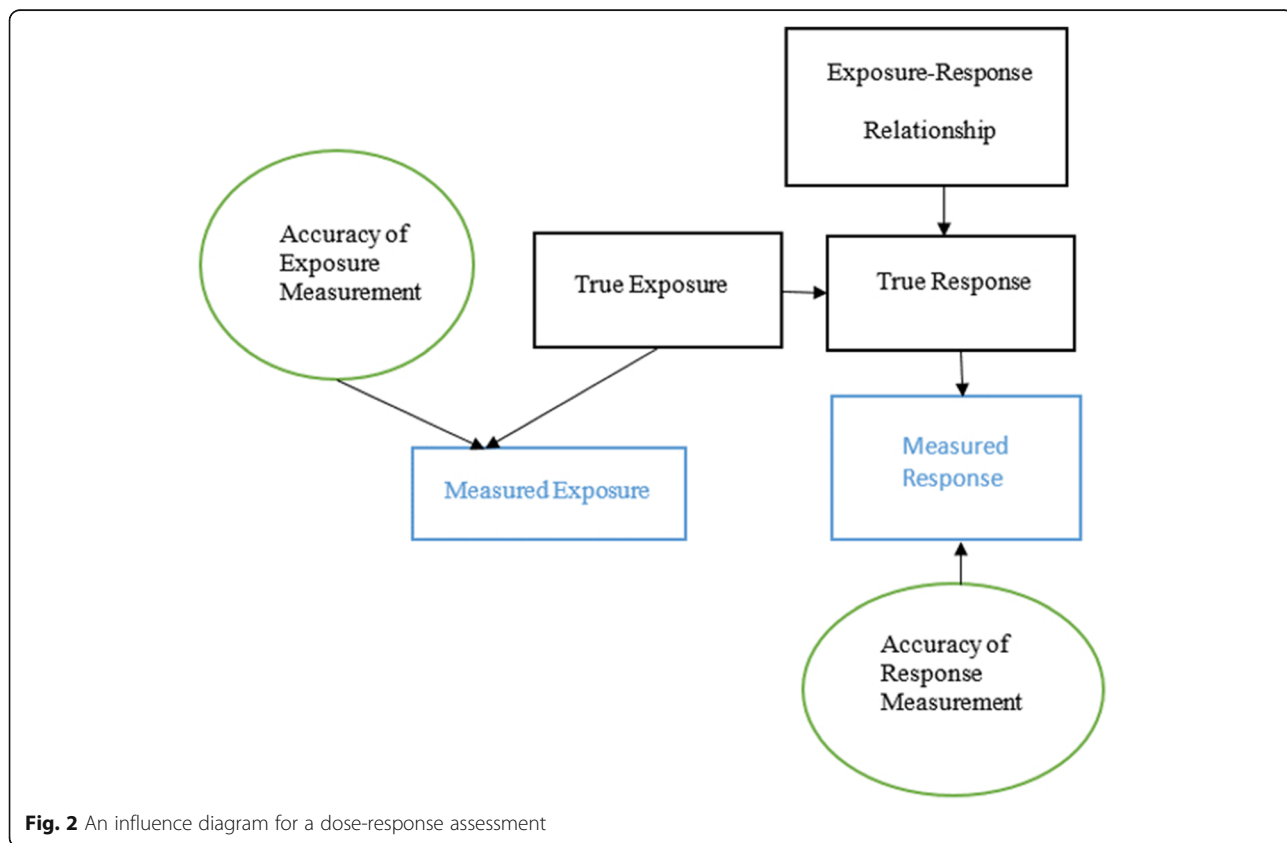 Exposure-Response
Relationship
Accuracy of
Exposure
Measurement
True Exposure
True Response
Measured Exposure
Measured
Response
Accuracy of
Response
Measurement
Fig. 2 An influence diagram for a dose-response assessment